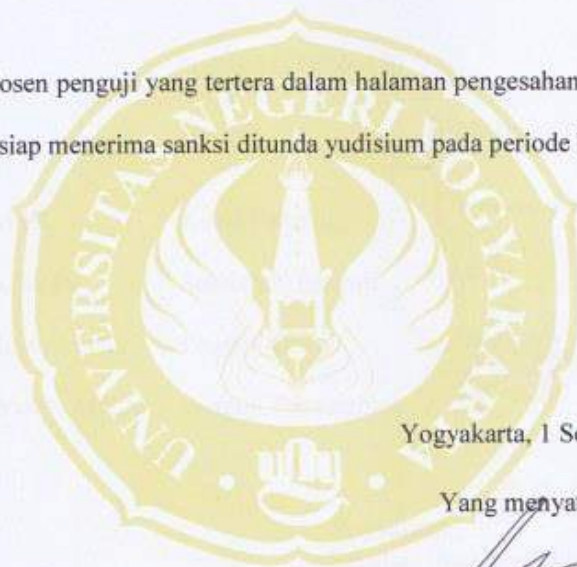 osen penguji yang tertera dalam halaman pengesahan
siap menerima sanksi ditunda yudisium pada periode
UNIVERSITAS NEGERI YOGYAKARTA
Yogyakarta, 1 Se
Yang menya